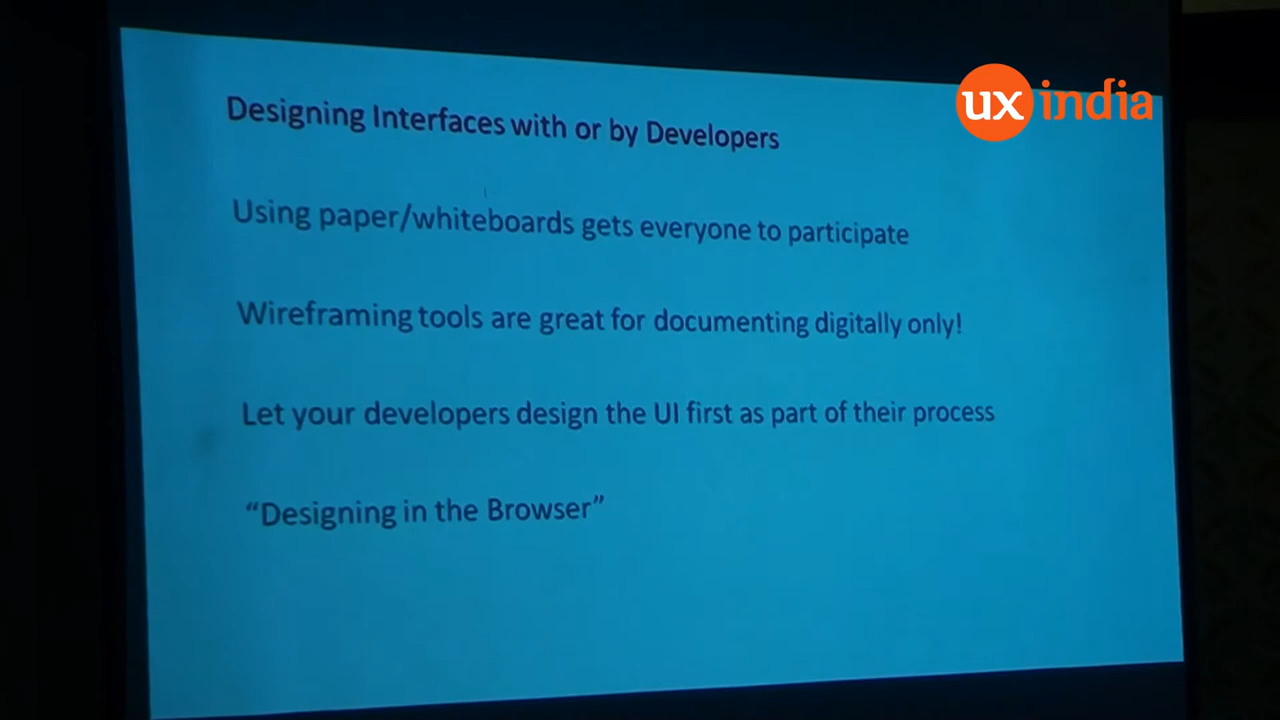 ux india
Designing Interfaces with or by Developers
Using paper/whiteboards gets everyone to participate
Wireframing tools are great for documenting digitally only!
Let your developers design the UI first as part of their process
“Designing in the Browser”